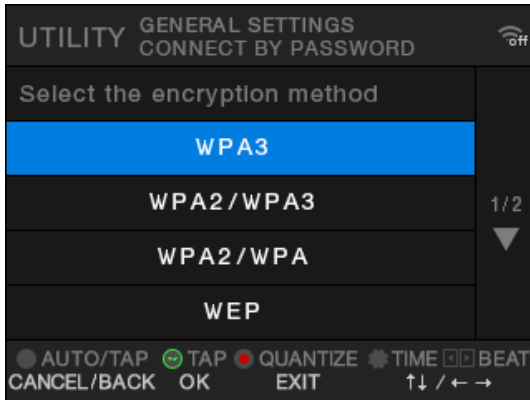 UTILITY GENERAL SETTINGS
CONNECT BY PASSWORD
off
Select the encryption method
WPA3
WPA2/WPA3
1/2
WPA2/WPA
WEP
AUTO/TAP TAP QUANTIZE TIME BEAT
CANCEL/BACK OK EXIT ↑↓/←→